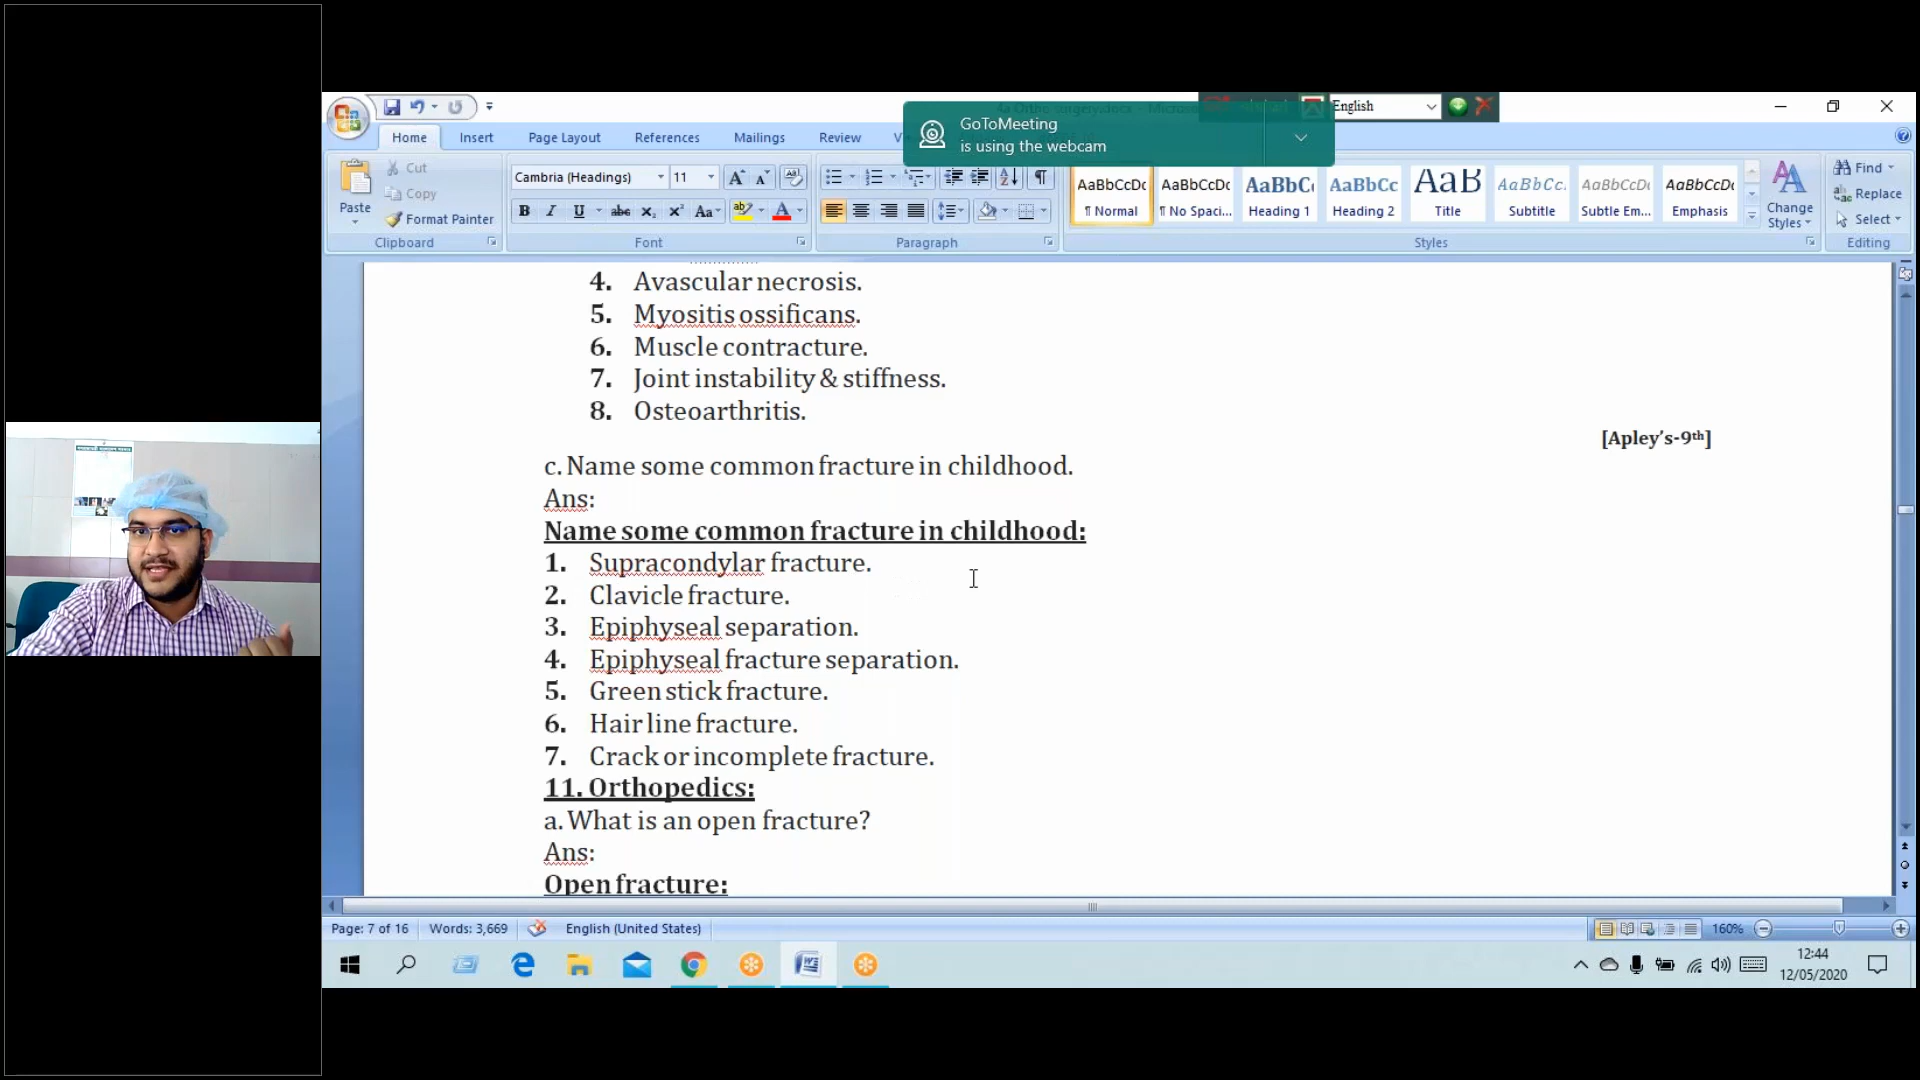 Home
Insert
Page Layout
References
Mailings
Review
GoToMeeting
is using the webcam
English
Paste
Cut
Copy
Format Painter
Clipboard
Cambria (Headings)
11
Font
Paragraph
AaBbCcDc
¶ Normal
AaBbCcDc
¶ No Spaci...
AaBbC
Heading 1
AaBbCc
Heading 2
AaB
Title
AaBbCc.
Subtitle
AaBbCcDc
Subtle Em...
AaBbCcDc
Emphasis
Change
Styles
Styles
Find
Replace
Select
Editing
4. Avascular necrosis.
5. Myositis ossificans.
6. Muscle contracture.
7. Joint instability & stiffness.
8. Osteoarthritis.
[Apley's-9th]
c. Name some common fracture in childhood.
Ans:
Name some common fracture in childhood:
1. Supracondylar fracture.
2. Clavicle fracture.
3. Epiphyseal separation.
4. Epiphyseal fracture separation.
5. Green stick fracture.
6. Hair line fracture.
7. Crack or incomplete fracture.
11. Orthopedics:
a. What is an open fracture?
Ans:
Open fracture:
Page: 7 of 16
Words: 3,669
English (United States)
160%
12:44
12/05/2020